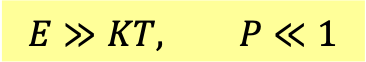 E ≫ KT, P ≪ 1